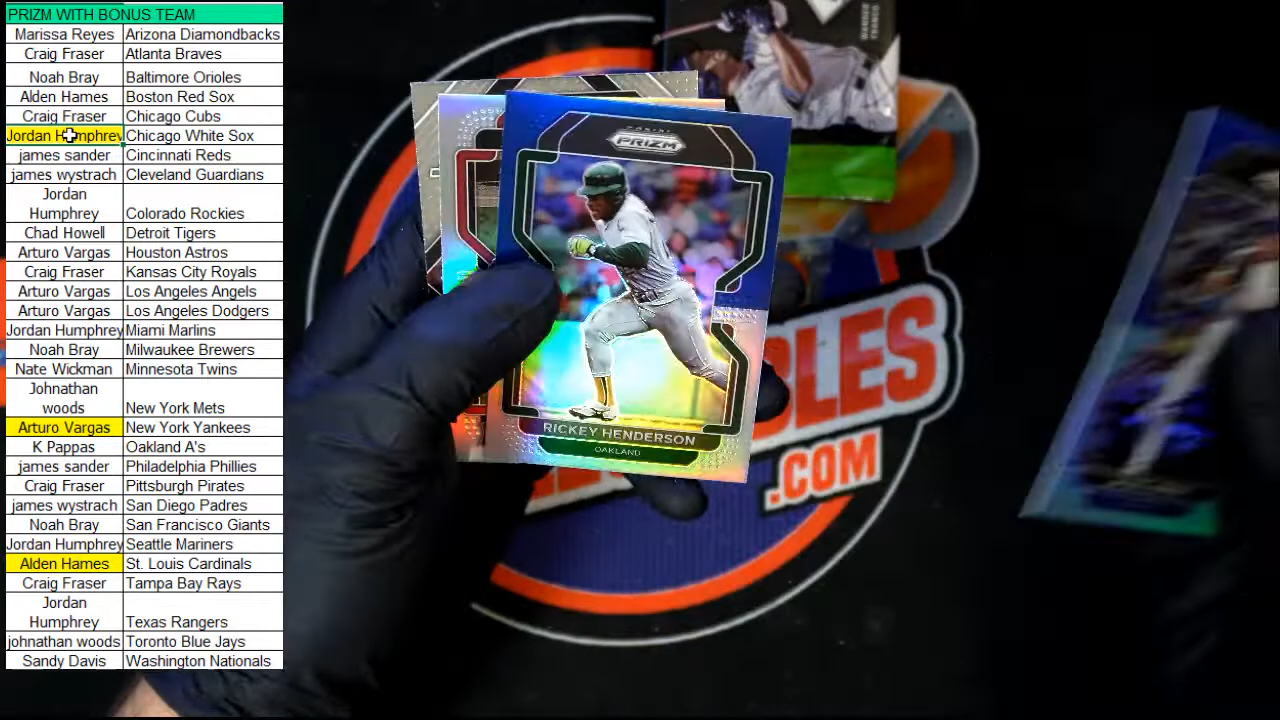 PRIZM WITH BONUS TEAM
Marissa Reyes Arizona Diamondbacks
Craig Fraser Atlanta Braves
Noah Bray Baltimore Orioles
Alden Hames Boston Red Sox
Craig Fraser Chicago Cubs
Jordan Humphrey Chicago White Sox
james sander Cincinnati Reds
james wystrach Cleveland Guardians
Jordan
Humphrey Colorado Rockies
Chad Howell Detroit Tigers
Arturo Vargas Houston Astros
Craig Fraser Kansas City Royals
Arturo Vargas Los Angeles Angels
Arturo Vargas Los Angeles Dodgers
Jordan Humphrey Miami Marlins
Noah Bray Milwaukee Brewers
Nate Wickman Minnesota Twins
Johnathan
woods New York Mets
Arturo Vargas New York Yankees
K Pappas Oakland A's
james sander Philadelphia Phillies
Craig Fraser Pittsburgh Pirates
james wystrach San Diego Padres
Noah Bray San Francisco Giants
Jordan Humphrey Seattle Mariners
Alden Hames St. Louis Cardinals
Craig Fraser Tampa Bay Rays
Jordan
Humphrey Texas Rangers
johnathan woods Toronto Blue Jays
Sandy Davis Washington Nationals
PANINI
PRIZM
RICKEY HENDERSON
OAKLAND
.COM